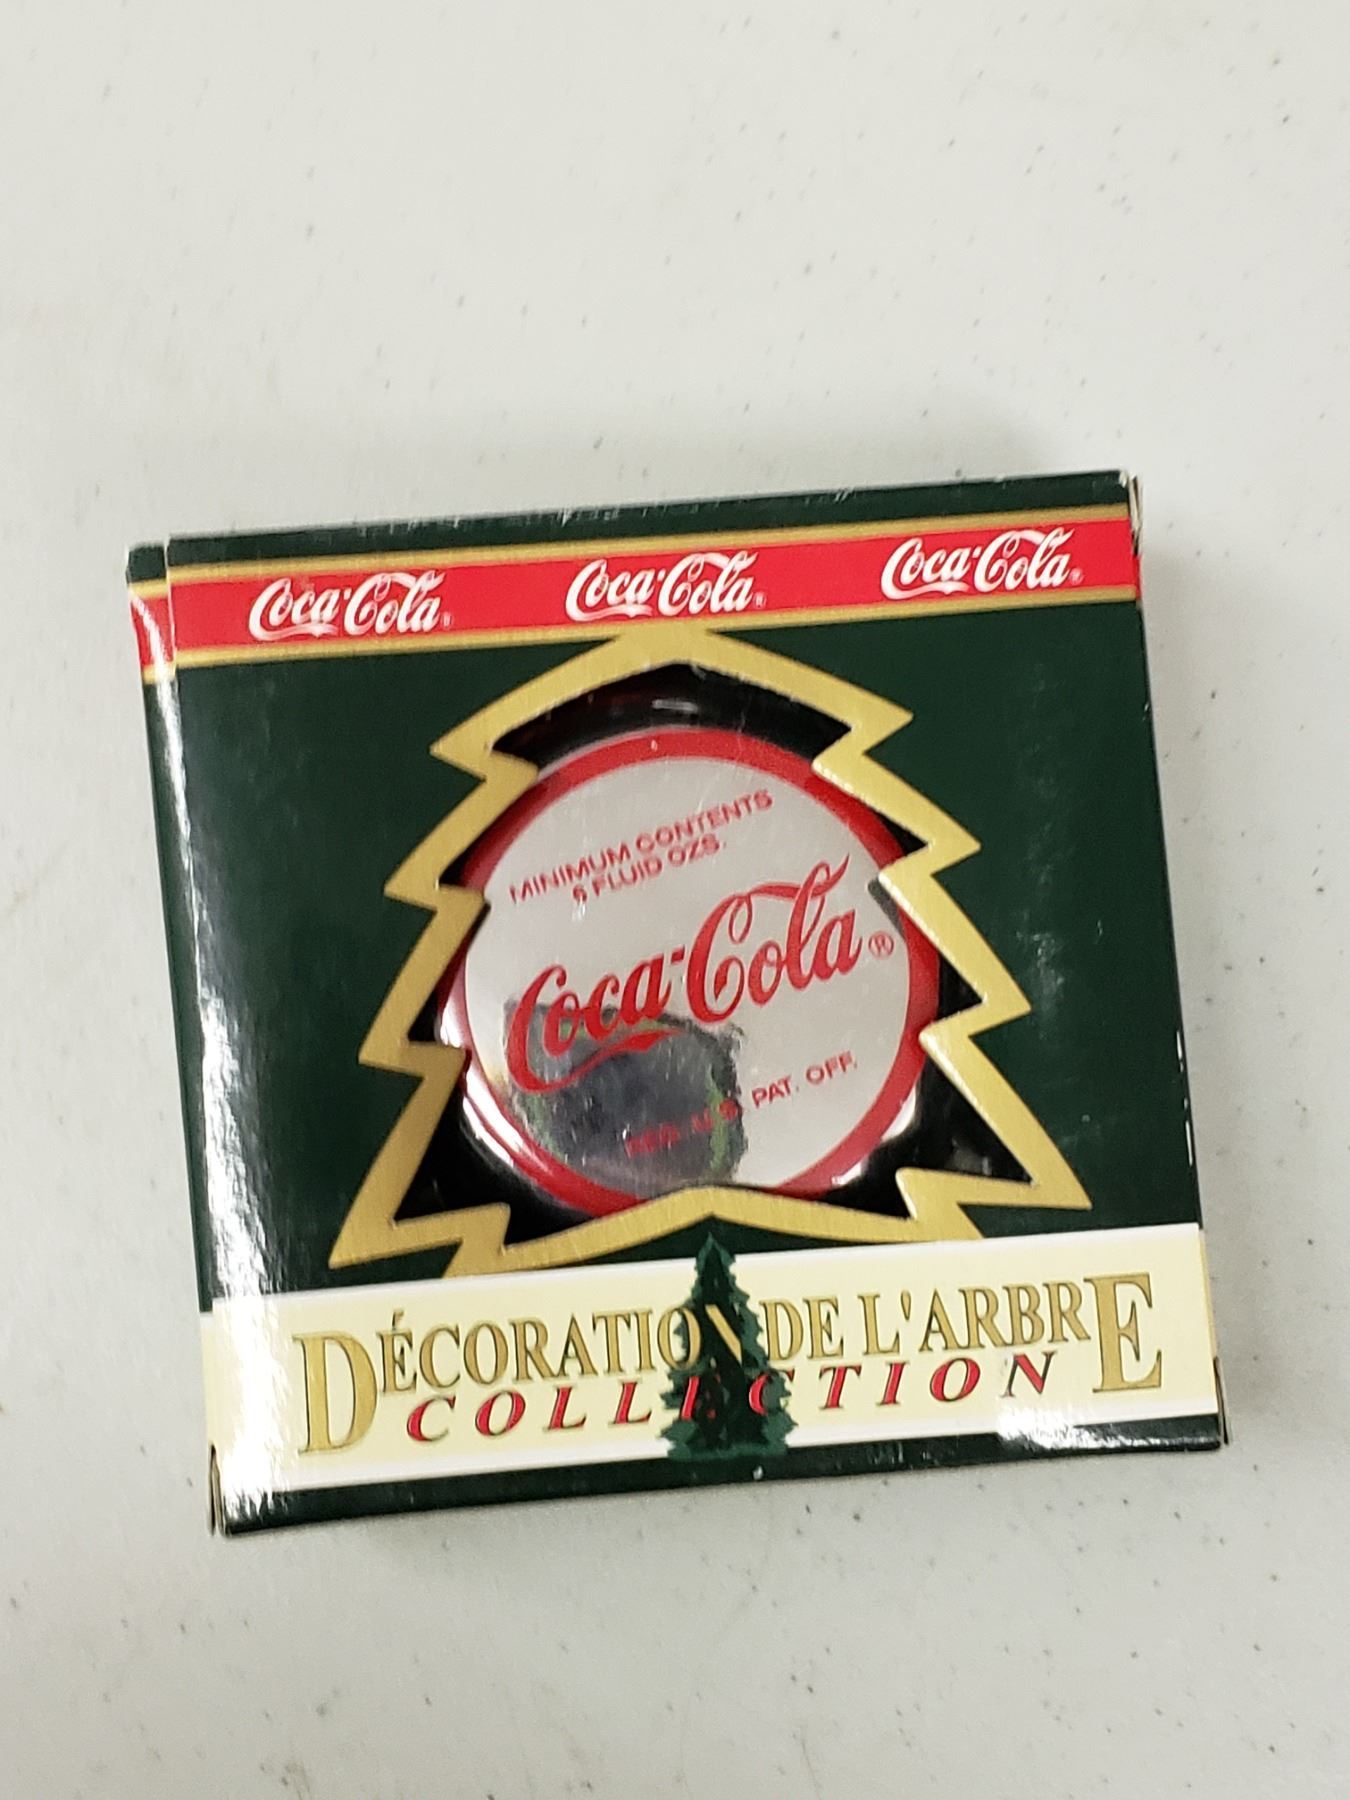 Coca-Cola® Coca-Cola® Coca-Cola®
MINIMUM CONTENTS
6 FLUID OZS.
Coca-Cola®
REG. U.S. PAT. OFF.
DÉCORATION DE L'ARBRE
COLLECTION